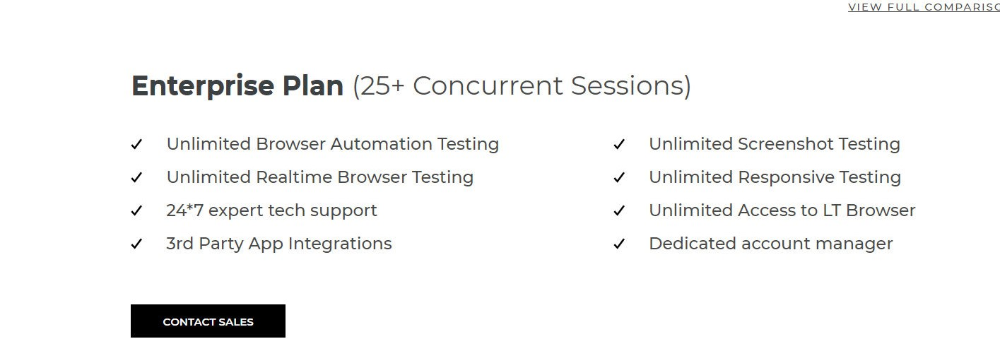 VIEW FULL COMPARISO
Enterprise Plan (25+ Concurrent Sessions)
Unlimited Browser Automation Testing
Unlimited Realtime Browser Testing
24*7 expert tech support
3rd Party App Integrations
Unlimited Screenshot Testing
Unlimited Responsive Testing
Unlimited Access to LT Browser
Dedicated account manager
CONTACT SALES